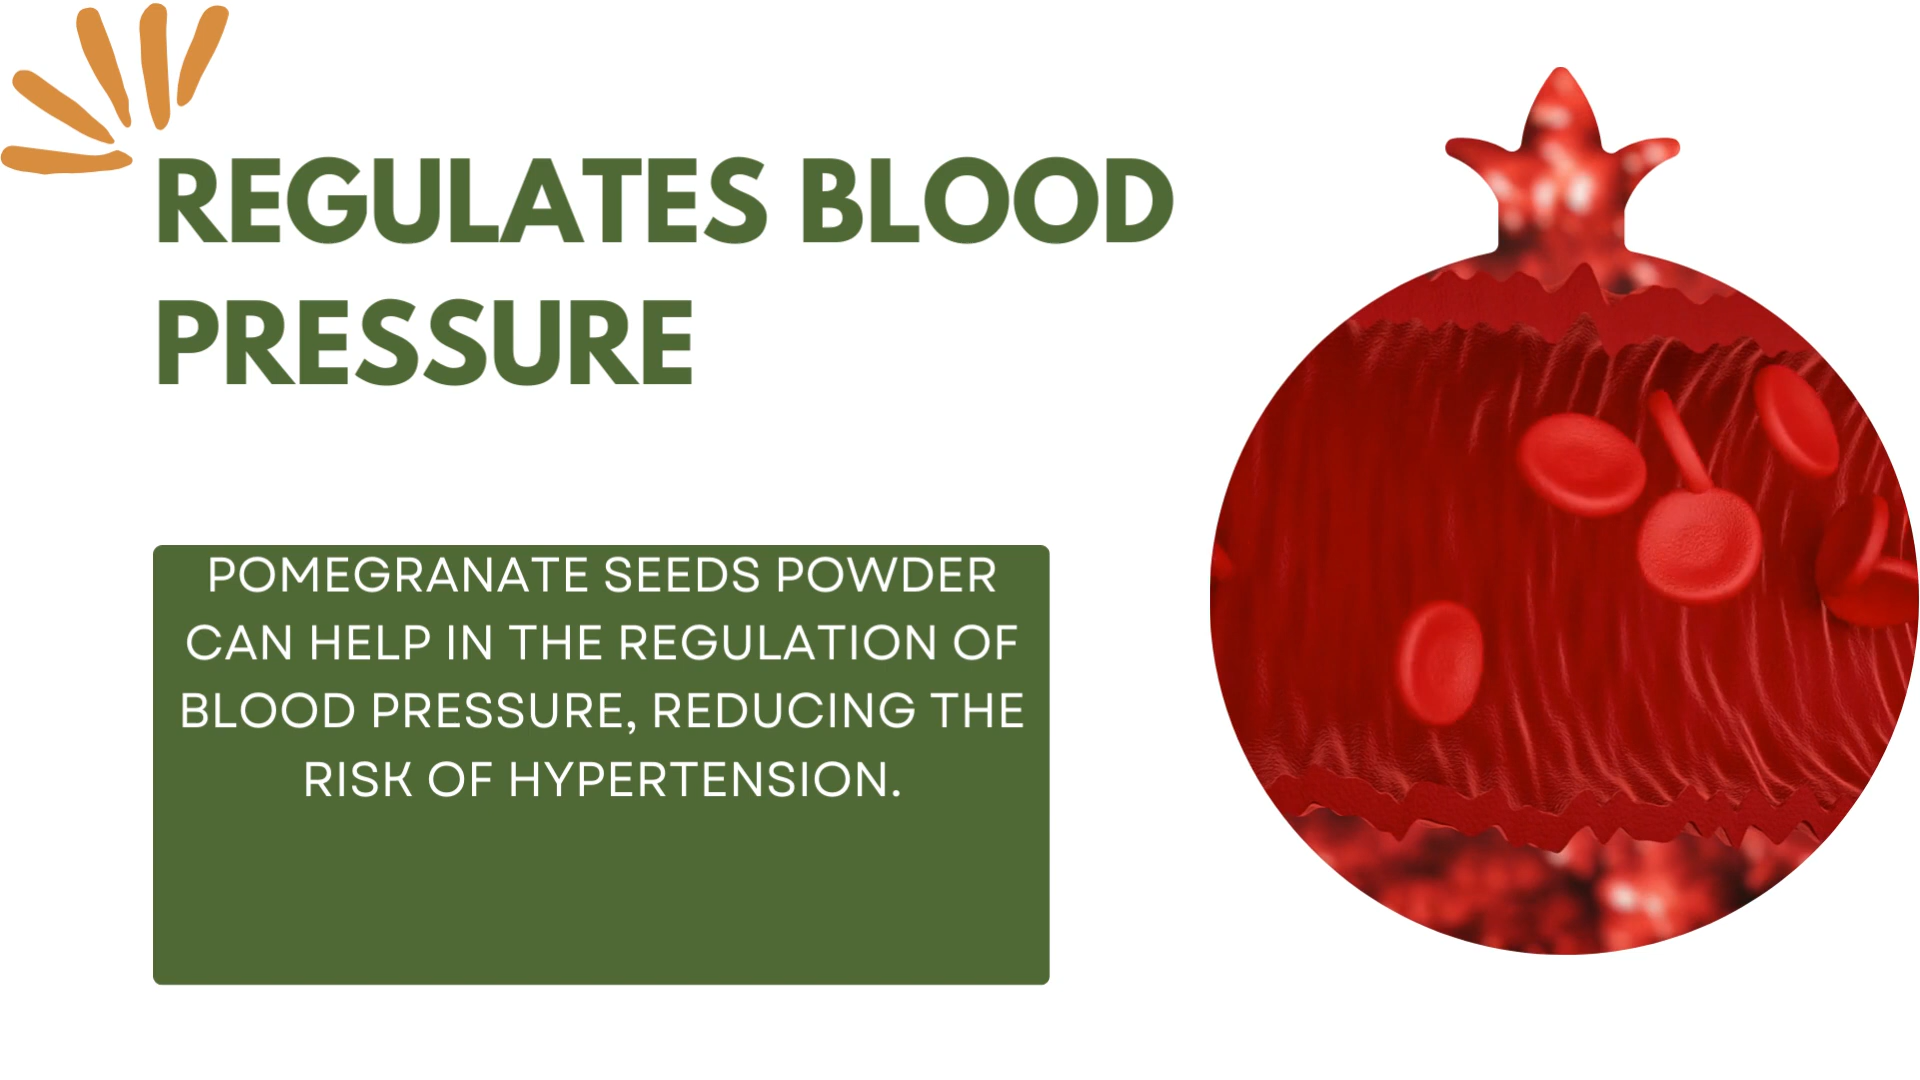 REGULATES BLOOD
PRESSURE
POMEGRANATE SEEDS POWDER
CAN HELP IN THE REGULATION OF
BLOOD PRESSURE, REDUCING THE
RISK OF HYPERTENSION.